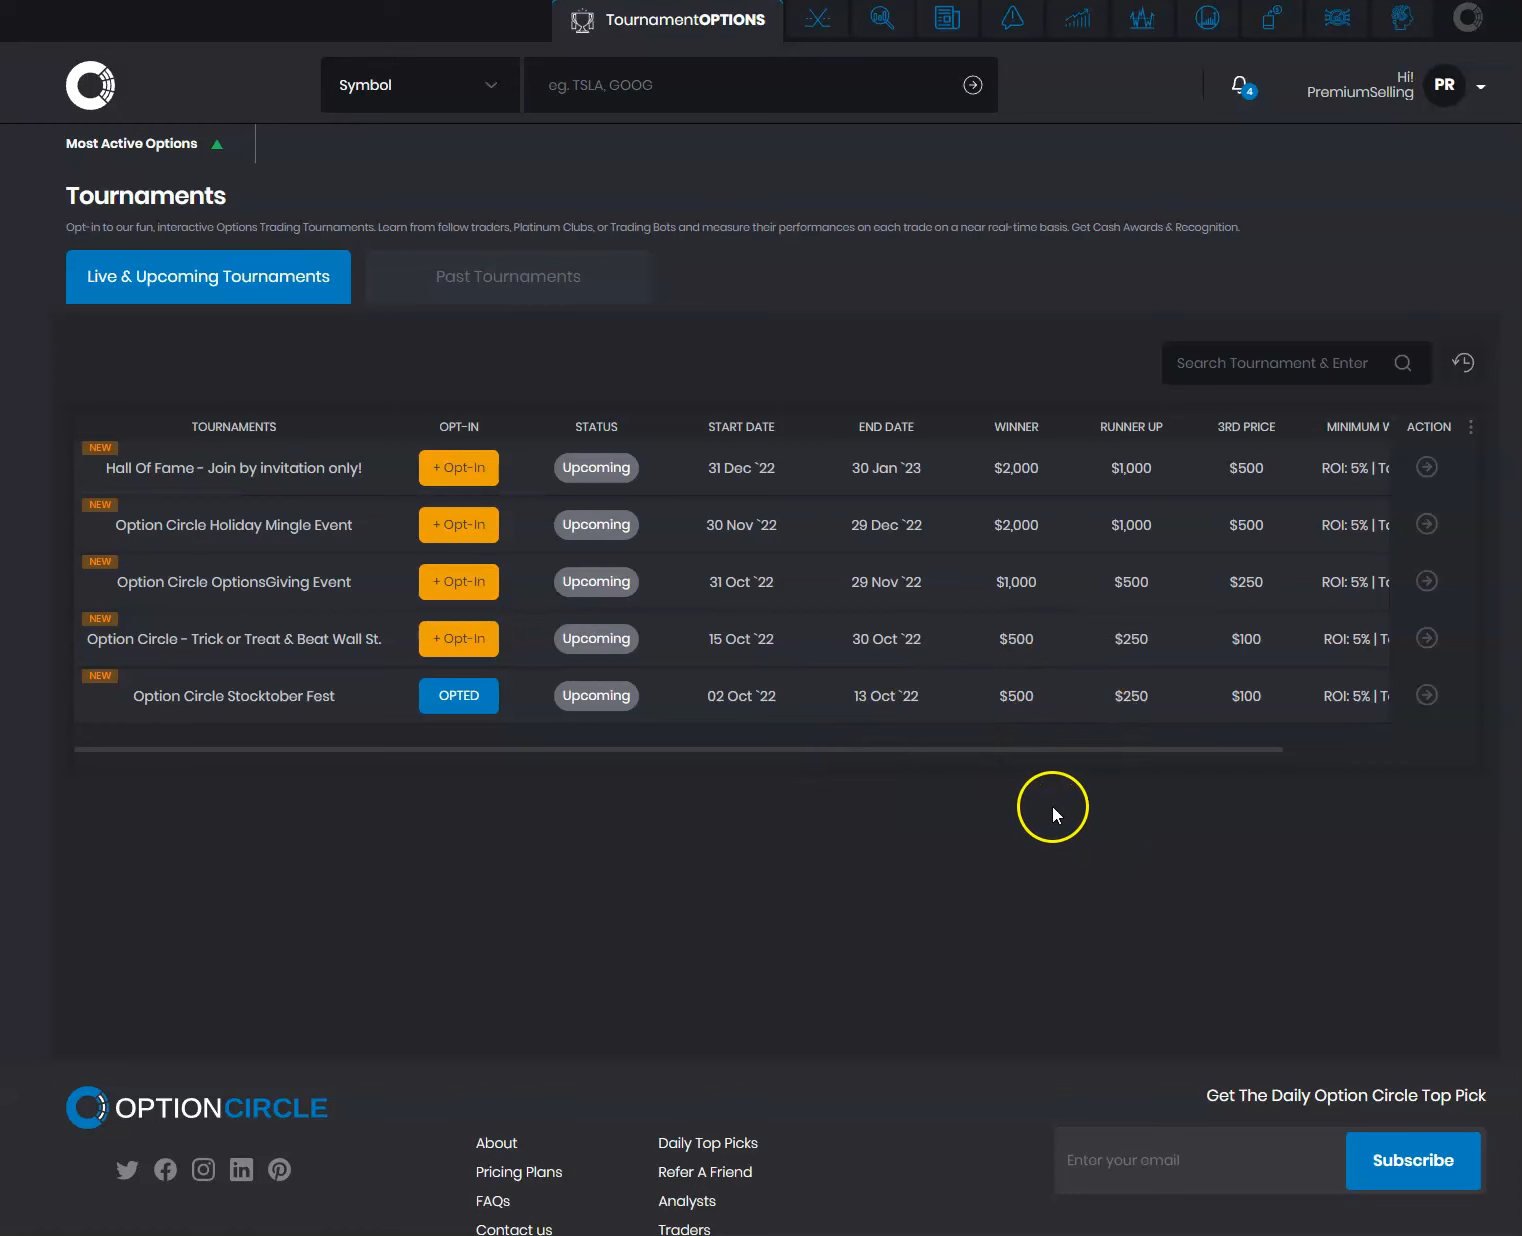 TournamentOPTIONS
Symbol
eg. TSLA, GOOG
4
Hi!
PremiumSelling
PR
Most Active Options
Tournaments
Opt-in to our fun, interactive Options Trading Tournaments. Learn from fellow traders, Platinum Clubs, or Trading Bots and measure their performances on each trade on a near real-time basis. Get Cash Awards & Recognition.
Live & Upcoming Tournaments
Past Tournaments
Search Tournament & Enter
TOURNAMENTS OPT-IN STATUS START DATE END DATE WINNER RUNNER UP 3RD PRICE MINIMUM W ACTION
NEW
Hall Of Fame - Join by invitation only! + Opt-In Upcoming 31 Dec `22 30 Jan `23 $2,000 $1,000 $500 ROI: 5% | To
NEW
Option Circle Holiday Mingle Event + Opt-In Upcoming 30 Nov `22 29 Dec `22 $2,000 $1,000 $500 ROI: 5% | To
NEW
Option Circle OptionsGiving Event + Opt-In Upcoming 31 Oct `22 29 Nov `22 $1,000 $500 $250 ROI: 5% | To
NEW
Option Circle - Trick or Treat & Beat Wall St. + Opt-In Upcoming 15 Oct `22 30 Oct `22 $500 $250 $100 ROI: 5% | T
NEW
Option Circle Stocktober Fest OPTED Upcoming 02 Oct `22 13 Oct `22 $500 $250 $100 ROI: 5% | T
OPTIONCIRCLE
About
Pricing Plans
FAQs
Contact us
Daily Top Picks
Refer A Friend
Analysts
Traders
Get The Daily Option Circle Top Pick
Enter your email
Subscribe